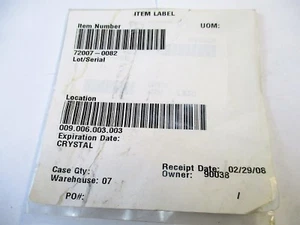 ITEM LABEL
Item Number UOM:
72007-0082
Lot/Serial
Location
009.006.003.003
Expiration Date:
CRYSTAL
Case Qty: Receipt Date: 02/29/08
Warehouse: 07 Owner: 90038
PO#: /